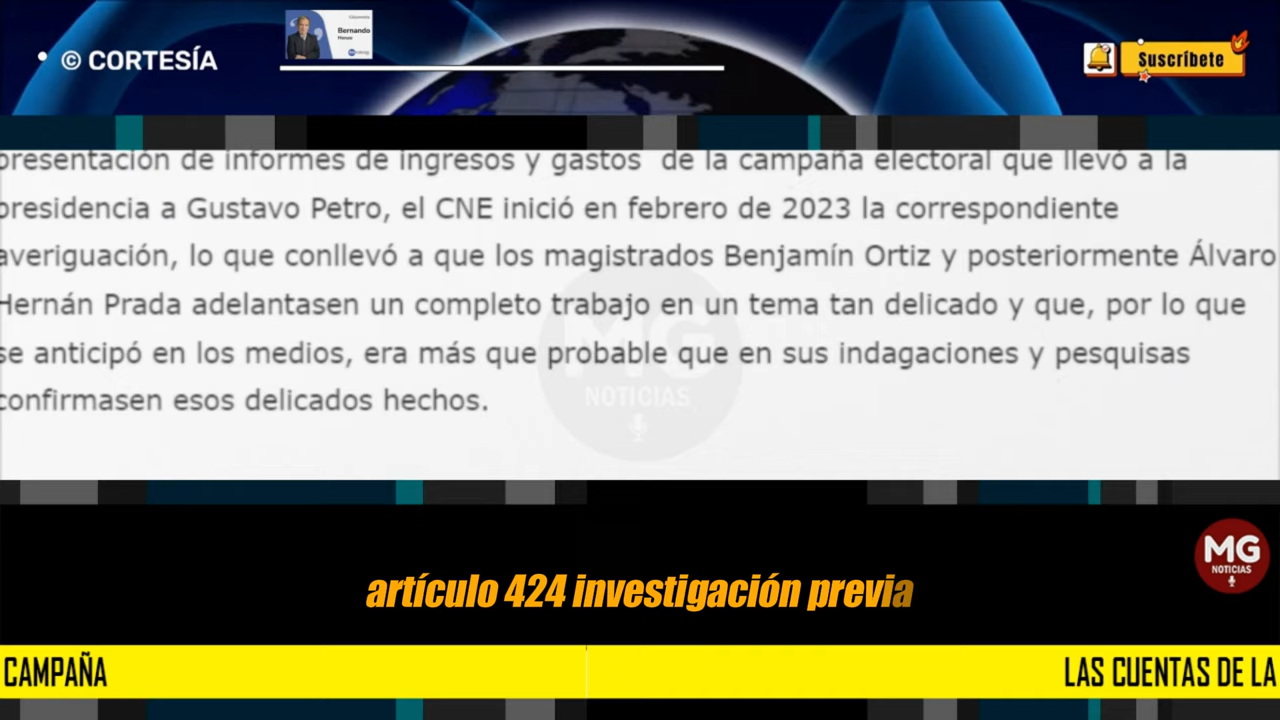 © CORTESÍA
Bernando
Suscríbete
presentación de informes de ingresos y gastos de la campaña electoral que llevó a la
presidencia a Gustavo Petro, el CNE inició en febrero de 2023 la correspondiente
averiguación, lo que conllevó a que los magistrados Benjamín Ortiz y posteriormente Álvaro
Hernán Prada adelantasen un completo trabajo en un tema tan delicado y que, por lo que
se anticipó en los medios, era más que probable que en sus indagaciones y pesquisas
confirmasen esos delicados hechos.
MG
NOTICIAS
artículo 424 investigación previa
MG
NOTICIAS
CAMPAÑA
LAS CUENTAS DE LA